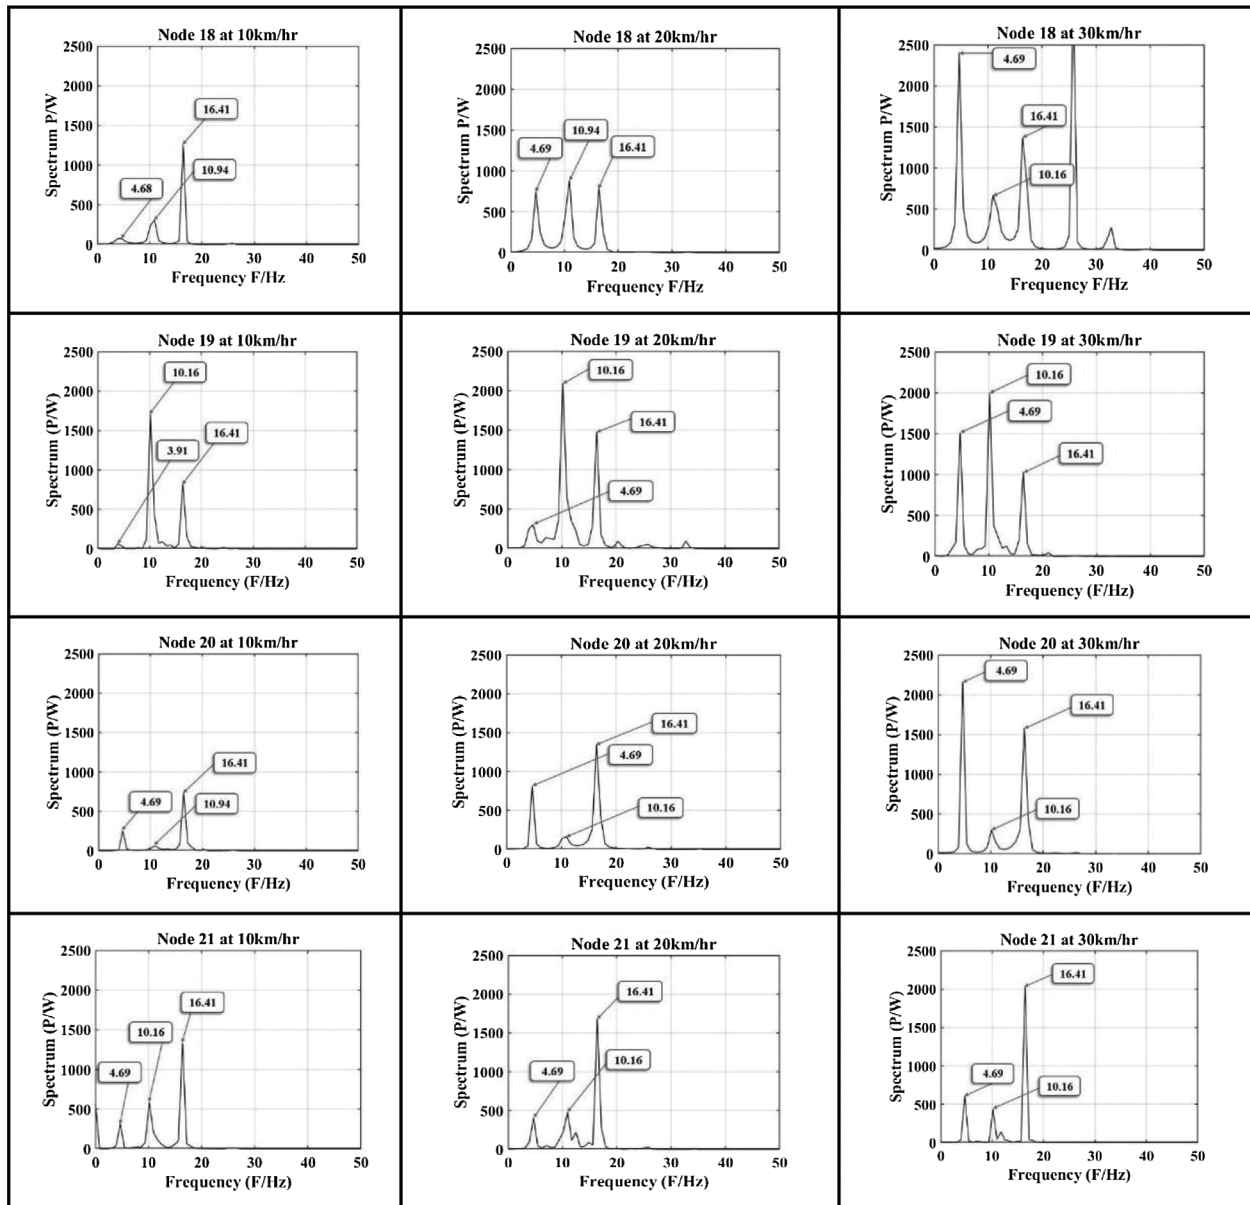 Node 18 at 10km/hr
2500
2000
1500
1000
500
0
Spectrum P/W
16.41
10.94
4.68
0 10 20 30 40 50
Frequency F/Hz
Node 18 at 20km/hr
2500
2000
1500
1000
500
0
Spectrum P/W
4.69
10.94
16.41
0 10 20 30 40 50
Frequency F/Hz
Node 18 at 30km/hr
2500
2000
1500
1000
500
0
Spectrum P/W
4.69
16.41
10.16
0 10 20 30 40 50
Frequency F/Hz
Node 19 at 10km/hr
2500
2000
1500
1000
500
0
Spectrum (P/W)
10.16
3.91
16.41
0 10 20 30 40 50
Frequency (F/Hz)
Node 19 at 20km/hr
2500
2000
1500
1000
500
0
Spectrum (P/W)
10.16
16.41
4.69
0 10 20 30 40 50
Frequency (F/Hz)
Node 19 at 30km/hr
2500
2000
1500
1000
500
0
Spectrum (P/W)
10.16
4.69
16.41
0 10 20 30 40 50
Frequency (F/Hz)
Node 20 at 10km/hr
2500
2000
1500
1000
500
0
Spectrum (P/W)
16.41
4.69
10.94
0 10 20 30 40 50
Frequency (F/Hz)
Node 20 at 20km/hr
2500
2000
1500
1000
500
0
Spectrum (P/W)
16.41
4.69
10.16
0 10 20 30 40 50
Frequency (F/Hz)
Node 20 at 30km/hr
2500
2000
1500
1000
500
0
Spectrum (P/W)
4.69
16.41
10.16
0 10 20 30 40 50
Frequency (F/Hz)
Node 21 at 10km/hr
2500
2000
1500
1000
500
0
Spectrum (P/W)
16.41
10.16
4.69
0 10 20 30 40 50
Frequency (F/Hz)
Node 21 at 20km/hr
2500
2000
1500
1000
500
0
Spectrum (P/W)
16.41
10.16
4.69
0 10 20 30 40 50
Frequency (F/Hz)
Node 21 at 30km/hr
2500
2000
1500
1000
500
0
Spectrum (P/W)
16.41
4.69
10.16
0 10 20 30 40 50
Frequency (F/Hz)